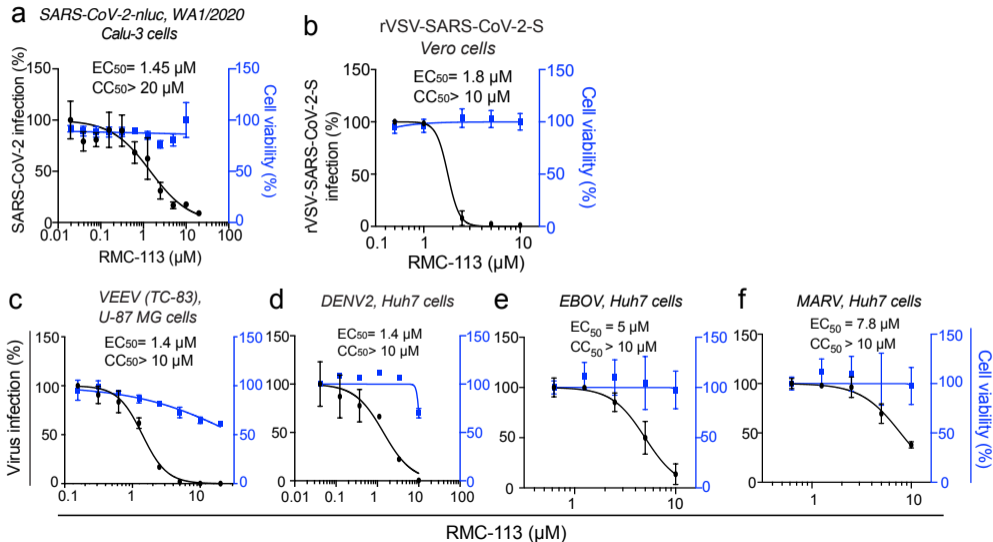 a
SARS-CoV-2-nluc, WA1/2020
Calu-3 cells
EC50= 1.45 µM
CC50> 20 µM
SARS-CoV-2 infection (%)
150
100
50
0
150
100
50
0
Cell viability (%)
0.01
0.1
1
10
100
RMC-113 (µM)
b
rVSV-SARS-CoV-2-S
Vero cells
EC50= 1.8 µM
CC50> 10 µM
rVSV-SARS-CoV-2-S
infection (%)
150
100
50
0
150
100
50
0
Cell viability (%)
0.1
1
10
RMC-113 (µM)
c
VEEV (TC-83),
U-87 MG cells
EC50= 1.4 µM
CC50> 10 µM
Virus infection (%)
150
100
50
0
150
100
50
0
0.1
1
10
d
DENV2, Huh7 cells
EC50= 1.4 µM
CC50> 10 µM
150
100
50
0
150
100
50
0
0.01
0.1
1
10
100
e
EBOV, Huh7 cells
EC50 = 5 µM
CC50 > 10 µM
150
100
50
0
150
100
50
0
1
10
f
MARV, Huh7 cells
EC50 = 7.8 µM
CC50 > 10 µM
150
100
50
0
150
100
50
0
Cell viability (%)
1
10
RMC-113 (µM)